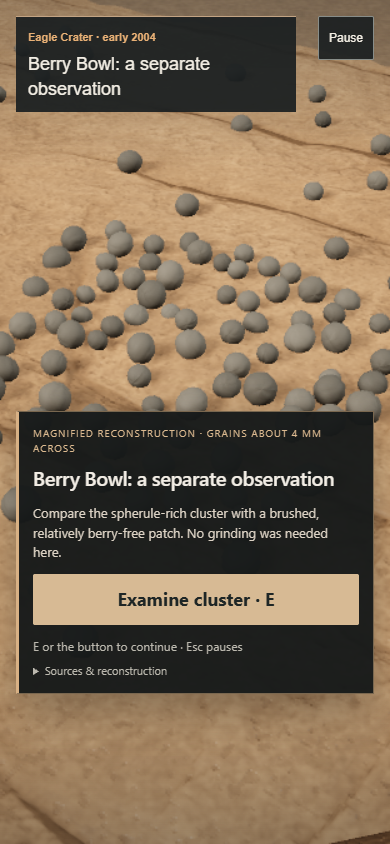 Eagle Crater · early 2004
Berry Bowl: a separate
observation
Pause
MAGNIFIED RECONSTRUCTION · GRAINS ABOUT 4 MM
ACROSS
Berry Bowl: a separate observation
Compare the spherule-rich cluster with a brushed,
relatively berry-free patch. No grinding was needed
here.
Examine cluster · E
E or the button to continue · Esc pauses
Sources & reconstruction